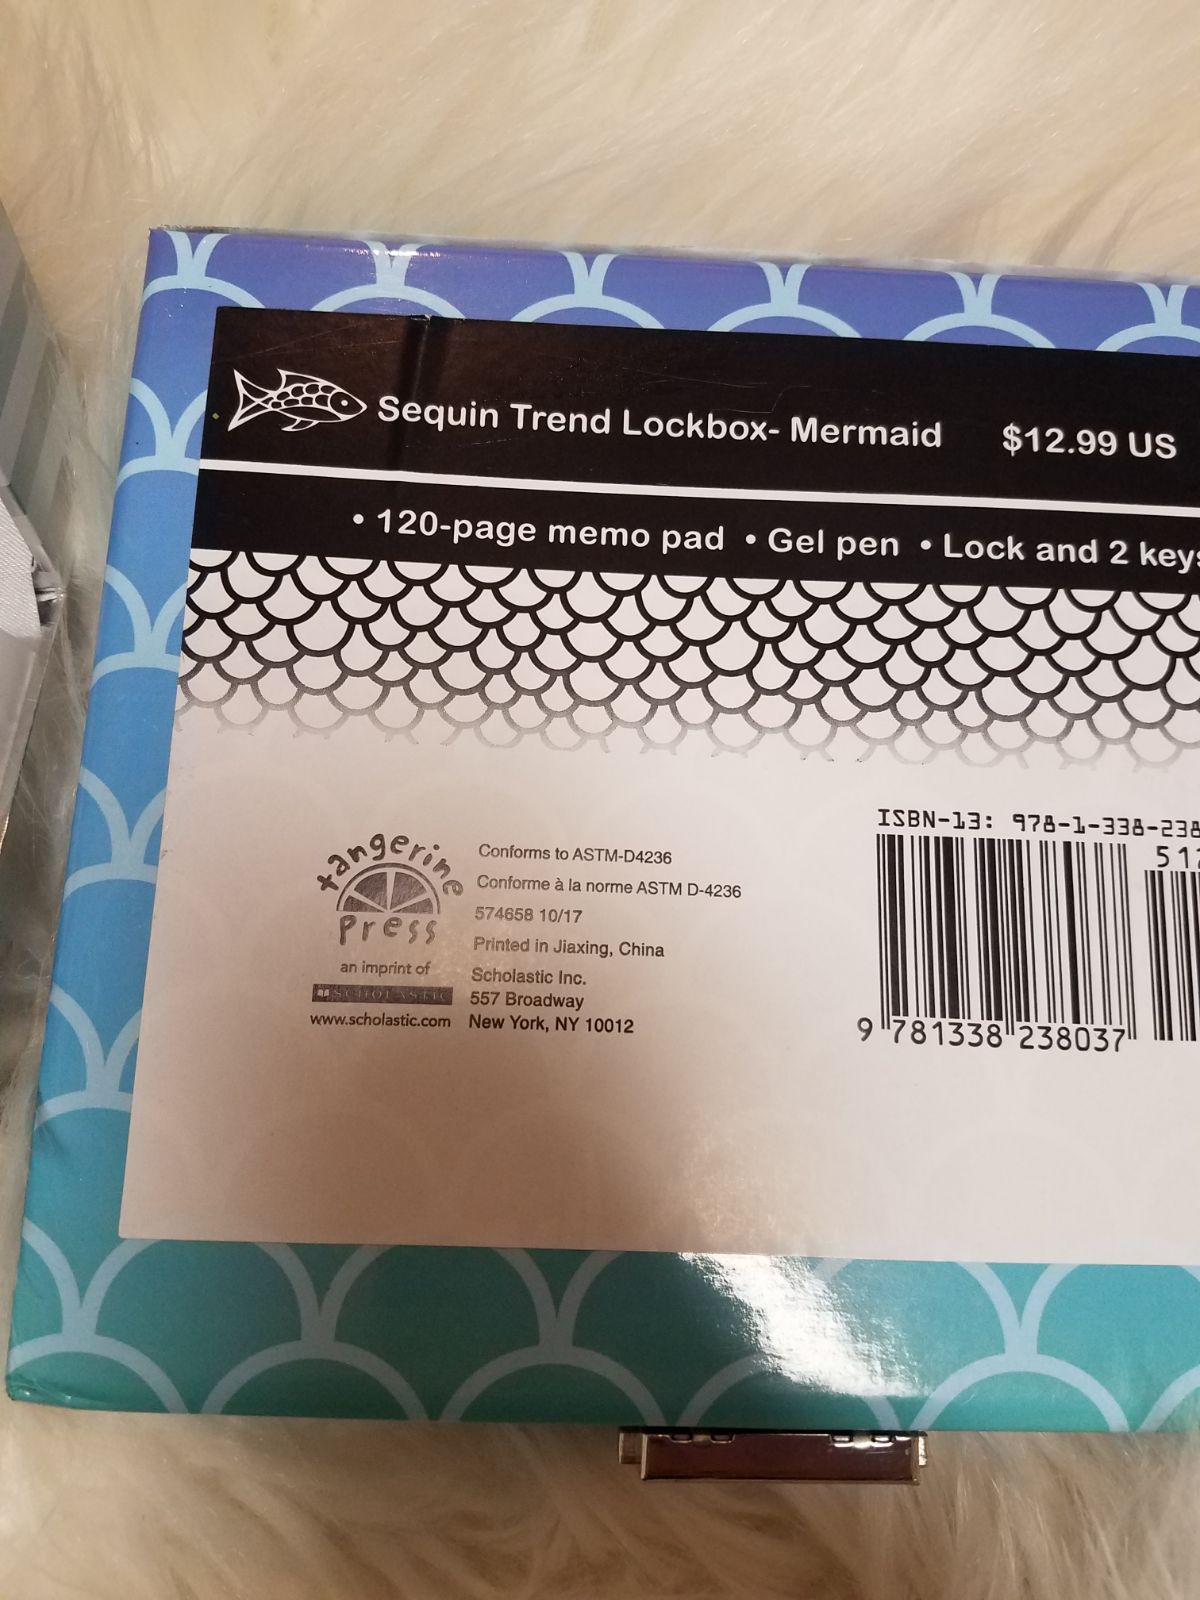 Sequin Trend Lockbox- Mermaid $12.99 US
• 120-page memo pad • Gel pen • Lock and 2 keys
ISBN-13: 978-1-338-238
51
tangerine
Press
an imprint of
SCHOLASTIC
www.scholastic.com
Conforms to ASTM-D4236
Conforme à la norme ASTM D-4236
574658 10/17
Printed in Jiaxing, China
Scholastic Inc.
557 Broadway
New York, NY 10012
9 781338 238037